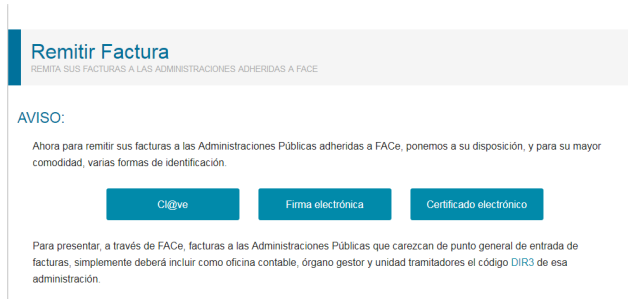 Remitir Factura
REMITA SUS FACTURAS A LAS ADMINISTRACIONES ADHERIDAS A FACE
AVISO:
Ahora para remitir sus facturas a las Administraciones Públicas adheridas a FACe, ponemos a su disposición, y para su mayor
comodidad, varias formas de identificación.
Cl@ve
Firma electrónica
Certificado electrónico
Para presentar, a través de FACe, facturas a las Administraciones Públicas que carezcan de punto general de entrada de
facturas, simplemente deberá incluir como oficina contable, órgano gestor y unidad tramitadores el código DIR3 de esa
administración.